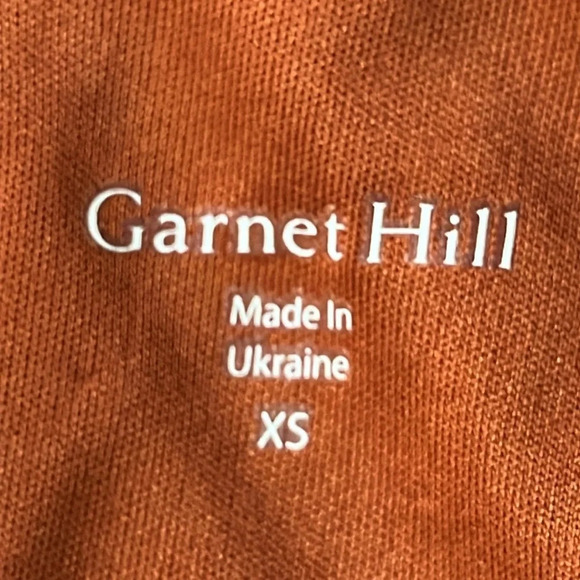 Garnet Hill
Made In
Ukraine
XS